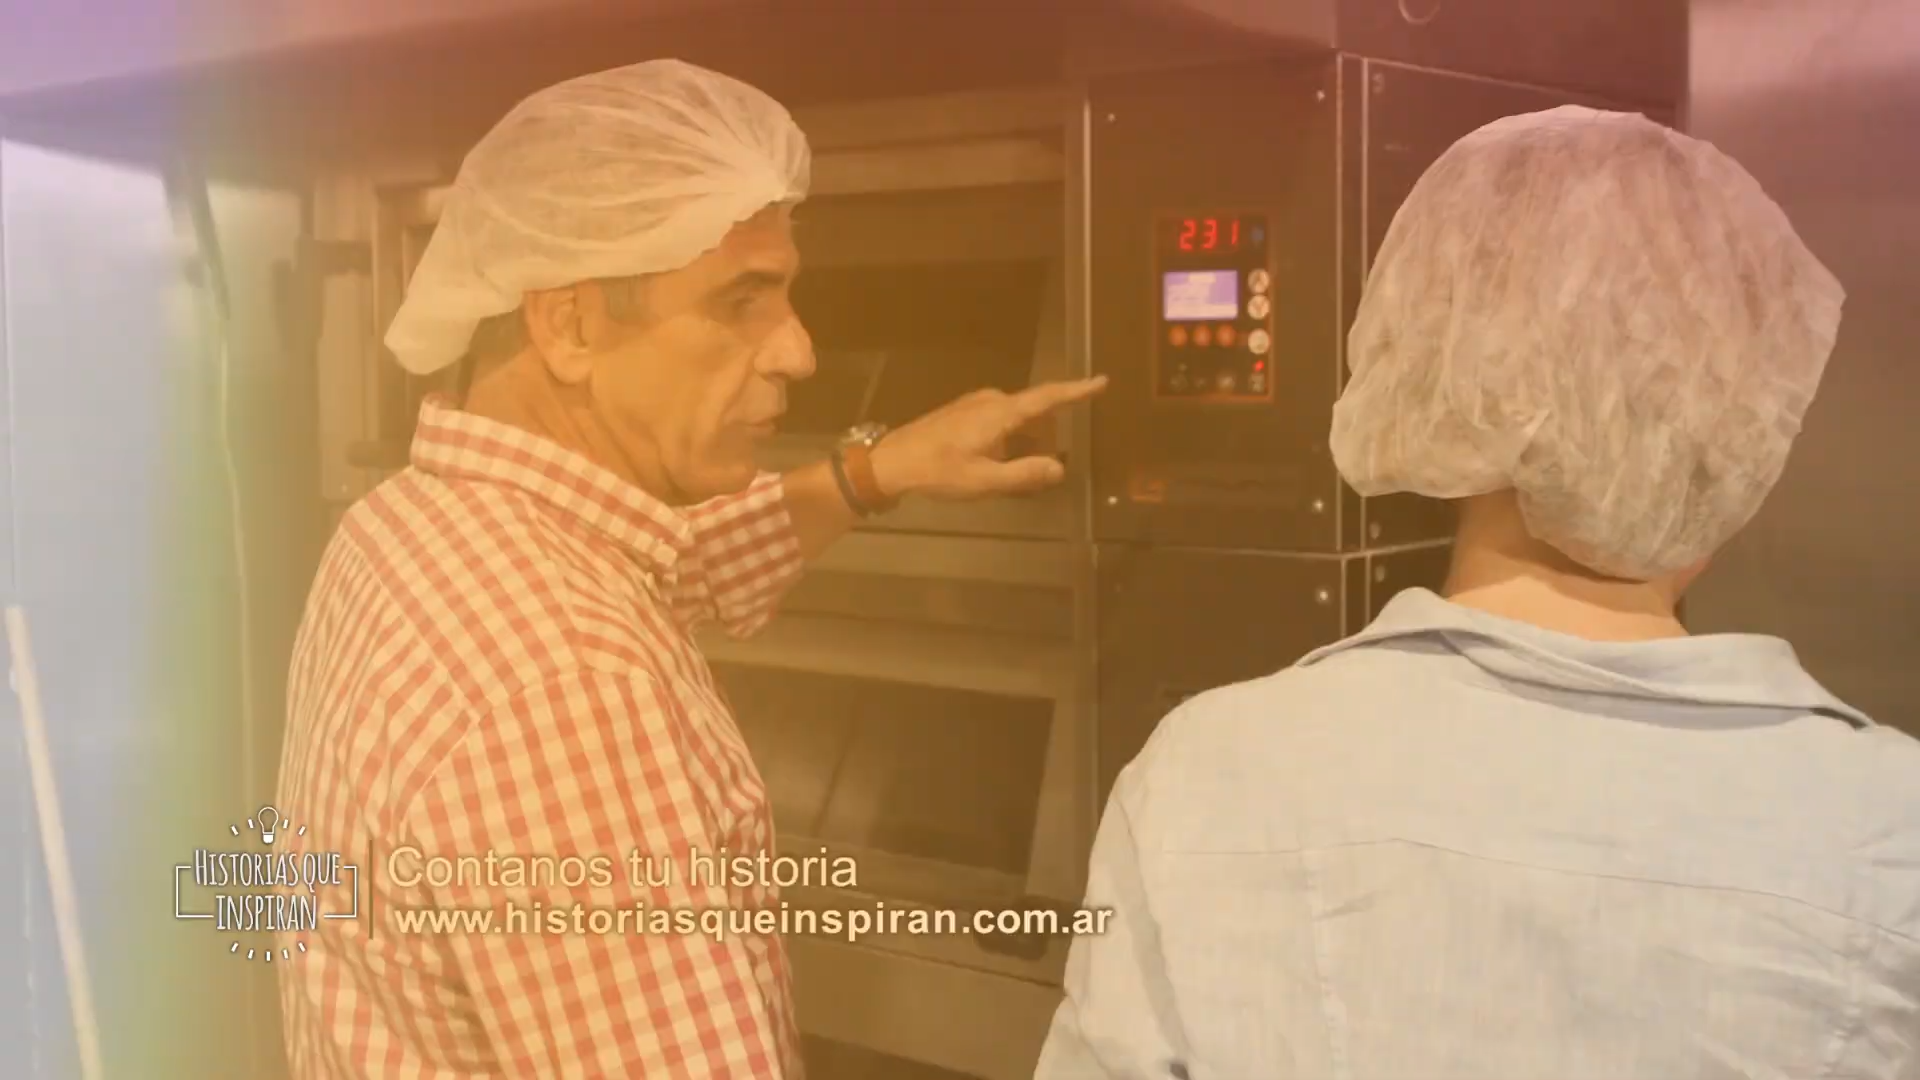 231
HISTORIAS QUE
INSPIRAN
Contanos tu historia
www.historiasqueinspiran.com.ar